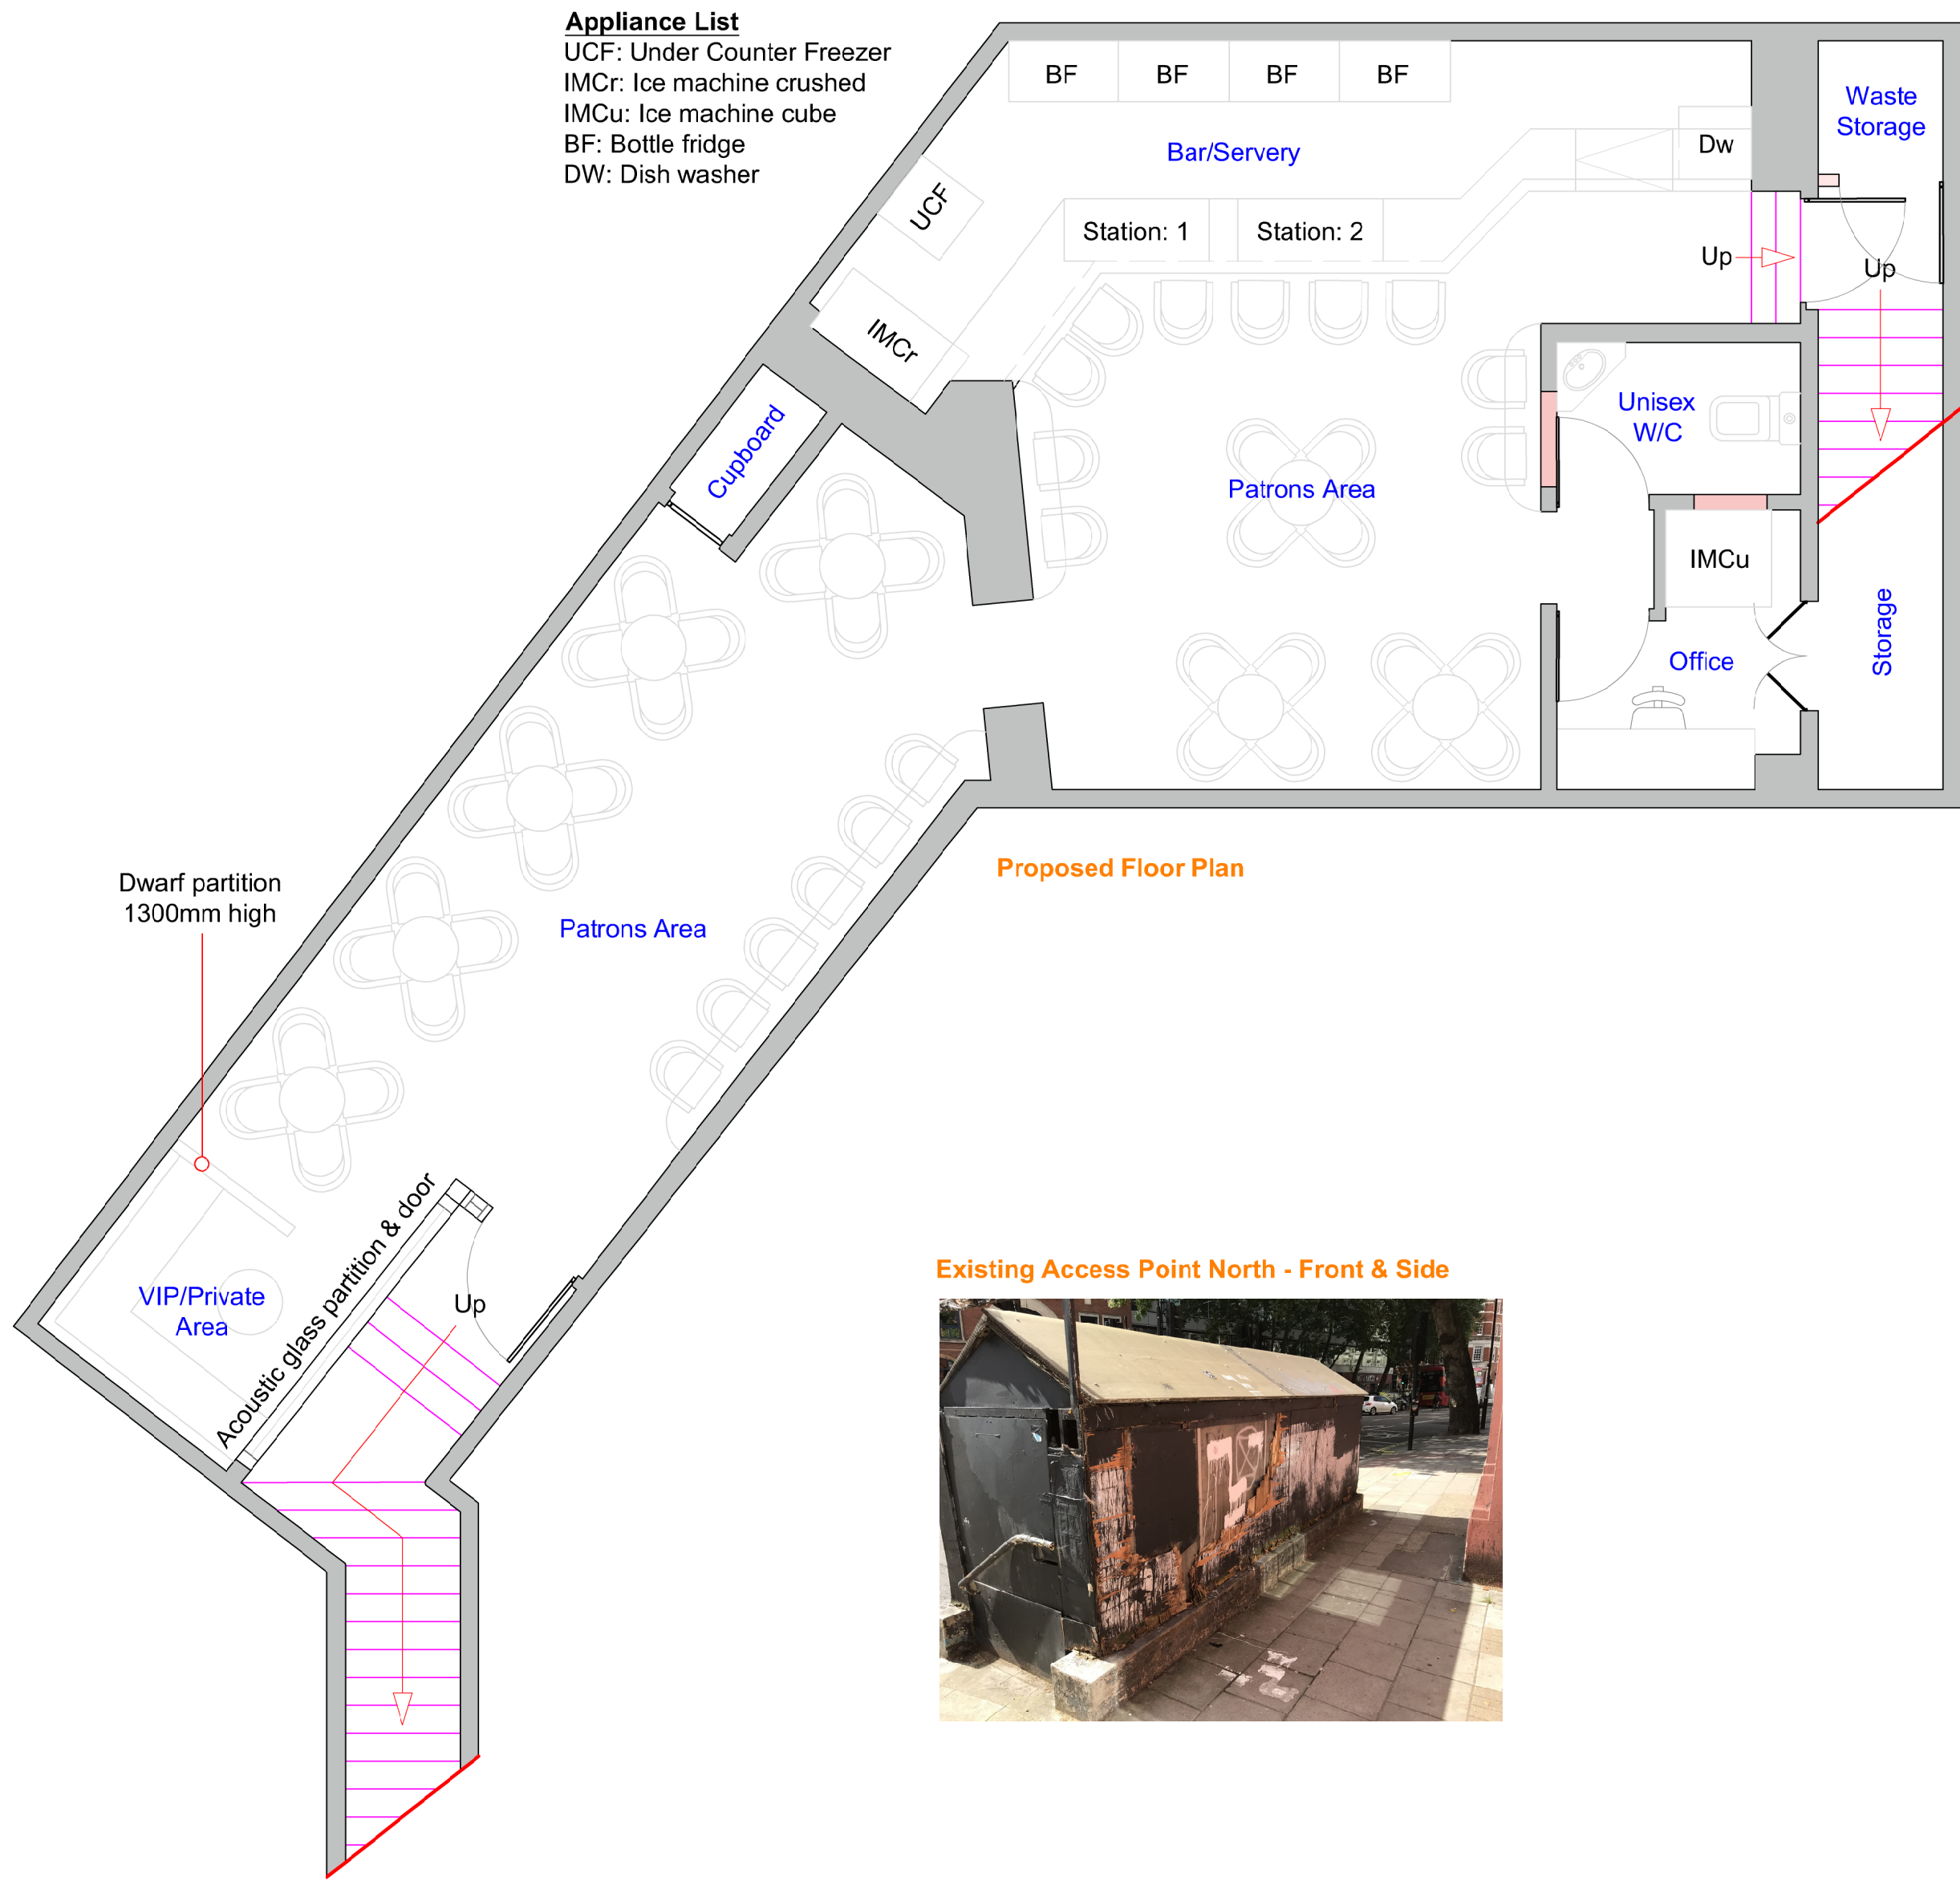 Appliance List
UCF: Under Counter Freezer
IMCr: Ice machine crushed
IMCu: Ice machine cube
BF: Bottle fridge
DW: Dish washer
BF
BF
BF
BF
Waste
Storage
Bar/Servery
Dw
UCF
Station: 1
Station: 2
Up
Up
IMCr
Cupboard
Unisex
W/C
Patrons Area
IMCu
Storage
Office
Proposed Floor Plan
Dwarf partition
1300mm high
Patrons Area
Acoustic glass partition & door
VIP/Private
Area
Up
Existing Access Point North - Front & Side